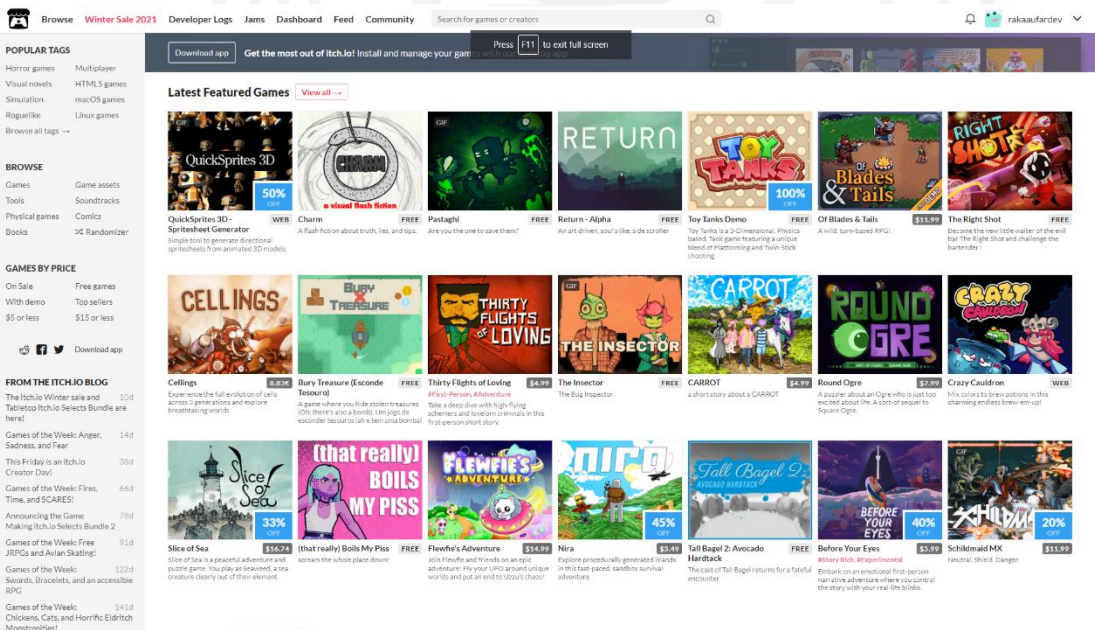 Browse Winter Sale 2021 Developer Logs Jams Dashboard Feed Community Search for games or creators rakaaufardev
Press F11 to exit full screen
Download app Get the most out of itch.io! Install and manage your games with our desktop app
POPULAR TAGS
Horror games Multiplayer
Visual novels HTML5 games
Simulation macOS games
Roguelike Linux games
Browse all tags →
BROWSE
Games Game assets
Tools Soundtracks
Physical games Comics
Books Randomizer
GAMES BY PRICE
On Sale Free games
With demo Top sellers
$5 or less $15 or less
Download app
FROM THE ITCH.IO BLOG
The itch.io Winter sale and 10d
Tabletop itch.io Selects Bundle are
here!
Games of the Week: Anger, 14d
Sadness, and Fear
This Friday is an itch.io 38d
Creator Day!
Games of the Week: Fires, 66d
Time, and SCARES!
Announcing the Game 78d
Making itch.io Selects Bundle 2
Games of the Week: Free 91d
JRPGs and Avian Skating!
Games of the Week: 122d
Swords, Bracelets, and an accessible
RPG
Games of the Week: 141d
Chickens, Cats, and Horrific Eldritch
Monstrosities!
Latest Featured Games View all →
GIF
QuickSprites 3D
50%
OFF
QuickSprites 3D - WEB
Spritesheet Generator
Simple tool to generate directional
spritesheets from animated 3D models.
CHARM
a visual flash fiction
Charm FREE
A flash fiction about truth, lies, and tips.
GIF
Pastaghi FREE
Are you the one to save them?
RETURN
Return - Alpha FREE
An art driven, soul's like, side scroller
TOY
TANKS
100%
OFF
Toy Tanks Demo FREE
Toy Tanks is a 3-Dimensional, Physics
based, Tank game featuring a unique
blend of Platforming and Twin-Stick
shooting.
OF
Blades
& Tails
DEMO
Of Blades & Tails $11.99
A wild, turn-based RPG!
RIGHT
SHOT
The Right Shot FREE
Become the new little waiter of the evil
bar The Right Shot and challenge the
bartender !
CELLINGS
Cellings 8.83€
Experience the full evolution of cells
across 3 generations and explore
breathtaking worlds
BURY
X
TREASURE
Bury Treasure (Esconde FREE
Tesouro)
A game where you hide stolen treasures
(Oh; there's also a bomb). Um jogo de
esconder tesouros (ah e tem uma bomba)
THIRTY
FLIGHTS
OF
LOVING
Thirty Flights of Loving $4.99
#First-Person, #Adventure
Take a deep dive with high-flying
schemers and lovelorn criminals in this
first-person short story.
GIF
THE INSECTOR
The Insector FREE
The Bug Inspector
CARROT
CARROT $4.99
a short story about a CARROT
ROUND
OGRE
Round Ogre $7.99
A puzzler about an Ogre who is just too
excited about life. A sort-of sequel to
Square Ogre.
CRAZY
CAULDRON
Crazy Cauldron WEB
Mix colors to brew potions in this
charming endless brew-em-up!
Slice
of
Sea
33%
OFF
Slice of Sea $16.74
Slice of Sea is a peaceful adventure and
puzzle game. You play as Seaweed, a sea
creature clearly out of their element.
(that really)
BOILS
MY PISS
(that really) Boils My Piss FREE
scream the whole place down!
FLEWFIE'S
ADVENTURE
Flewfie's Adventure $14.99
Join Flewfie and friends on an epic
adventure! Fly your UFO around unique
worlds and put an end to Uzzu's chaos!
NIRA
45%
OFF
Nira $5.49
Explore procedurally generated islands
in this fast-paced, sandbox survival
adventure.
Tall Bagel 2:
AVOCADO HARDTACK
Tall Bagel 2: Avocado FREE
Hardtack
The cast of Tall Bagel returns for a fateful
encounter.
BEFORE
YOUR
EYES
40%
OFF
Before Your Eyes $5.99
#Story Rich, #Experimental
Embark on an emotional first-person
narrative adventure where you control
the story with your real-life blinks.
GIF
20%
OFF
Schildmaid MX $11.99
Neutral. Shield. Danger.